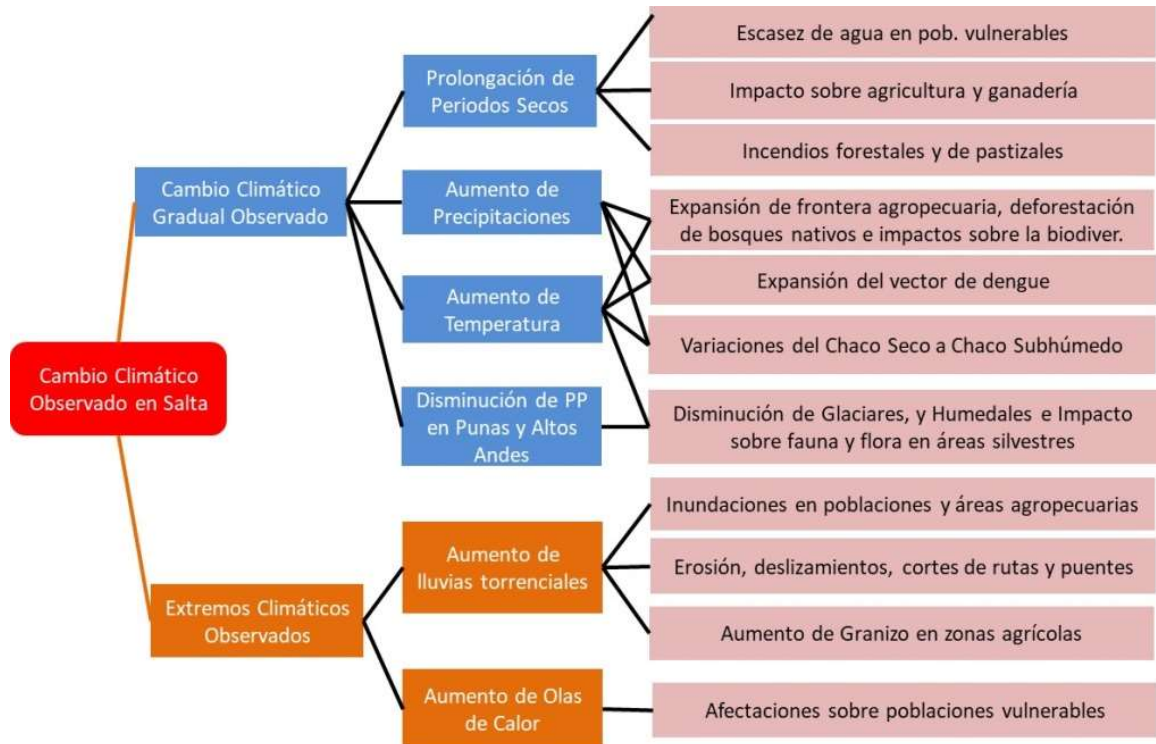 Cambio Climático
Observado en Salta
Cambio Climático
Gradual Observado
Extremos Climáticos
Observados
Prolongación de
Periodos Secos
Aumento de
Precipitaciones
Aumento de
Temperatura
Disminución de PP
en Punas y Altos
Andes
Aumento de
lluvias torrenciales
Aumento de Olas
de Calor
Escasez de agua en pob. vulnerables
Impacto sobre agricultura y ganadería
Incendios forestales y de pastizales
Expansión de frontera agropecuaria, deforestación
de bosques nativos e impactos sobre la biodiver.
Expansión del vector de dengue
Variaciones del Chaco Seco a Chaco Subhúmedo
Disminución de Glaciares, y Humedales e Impacto
sobre fauna y flora en áreas silvestres
Inundaciones en poblaciones y áreas agropecuarias
Erosión, deslizamientos, cortes de rutas y puentes
Aumento de Granizo en zonas agrícolas
Afectaciones sobre poblaciones vulnerables